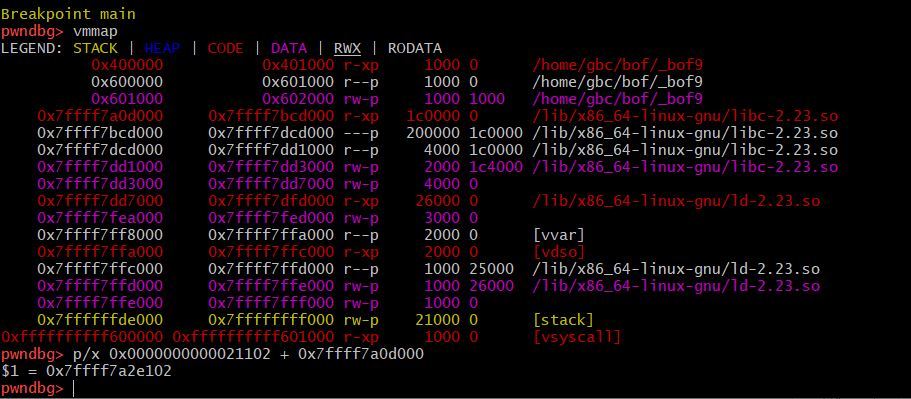 Breakpoint main
pwndbg> vmmap
LEGEND: STACK | HEAP | CODE | DATA | RWX | RODATA
0x400000 0x401000 r-xp 1000 0 /home/gbc/bof/_bof9
0x600000 0x601000 r--p 1000 0 /home/gbc/bof/_bof9
0x601000 0x602000 rw-p 1000 1000 /home/gbc/bof/_bof9
0x7ffff7a0d000 0x7ffff7bcd000 r-xp 1c0000 0 /lib/x86_64-linux-gnu/libc-2.23.so
0x7ffff7bcd000 0x7ffff7dcd000 ---p 200000 1c0000 /lib/x86_64-linux-gnu/libc-2.23.so
0x7ffff7dcd000 0x7ffff7dd1000 r--p 4000 1c0000 /lib/x86_64-linux-gnu/libc-2.23.so
0x7ffff7dd1000 0x7ffff7dd3000 rw-p 2000 1c4000 /lib/x86_64-linux-gnu/libc-2.23.so
0x7ffff7dd3000 0x7ffff7dd7000 rw-p 4000 0
0x7ffff7dd7000 0x7ffff7dfd000 r-xp 26000 0 /lib/x86_64-linux-gnu/ld-2.23.so
0x7ffff7fea000 0x7ffff7fed000 rw-p 3000 0
0x7ffff7ff8000 0x7ffff7ffa000 r--p 2000 0 [vvar]
0x7ffff7ffa000 0x7ffff7ffc000 r-xp 2000 0 [vdso]
0x7ffff7ffc000 0x7ffff7ffd000 r--p 1000 25000 /lib/x86_64-linux-gnu/ld-2.23.so
0x7ffff7ffd000 0x7ffff7ffe000 rw-p 1000 26000 /lib/x86_64-linux-gnu/ld-2.23.so
0x7ffff7ffe000 0x7ffff7fff000 rw-p 1000 0
0x7ffffffde000 0x7ffffffff000 rw-p 21000 0 [stack]
0xffffffffff600000 0xffffffffff601000 r-xp 1000 0 [vsyscall]
pwndbg> p/x 0x0000000000021102 + 0x7ffff7a0d000
$1 = 0x7ffff7a2e102
pwndbg>